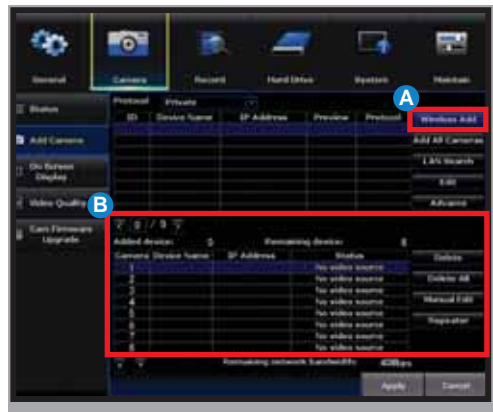 General Camera Record Hard Drive System Maintain
A
Status
Protocol Private
ID Device Name IP Address Preview Protocol Wireless Add
Add Camera
Add All Cameras
On Screen Display
LAN Search
Edit
Video Quality
Advance
B
Cam Firmware Upgrade
0 / 0
Added device: 0 Remaining device: 8
Camera Device Name IP Address Status Delete
1 No video source
2 No video source Delete All
3 No video source
4 No video source Manual Edit
5 No video source
6 No video source Repeater
7 No video source
8 No video source
Remaining network bandwidth:
Apply Cancel